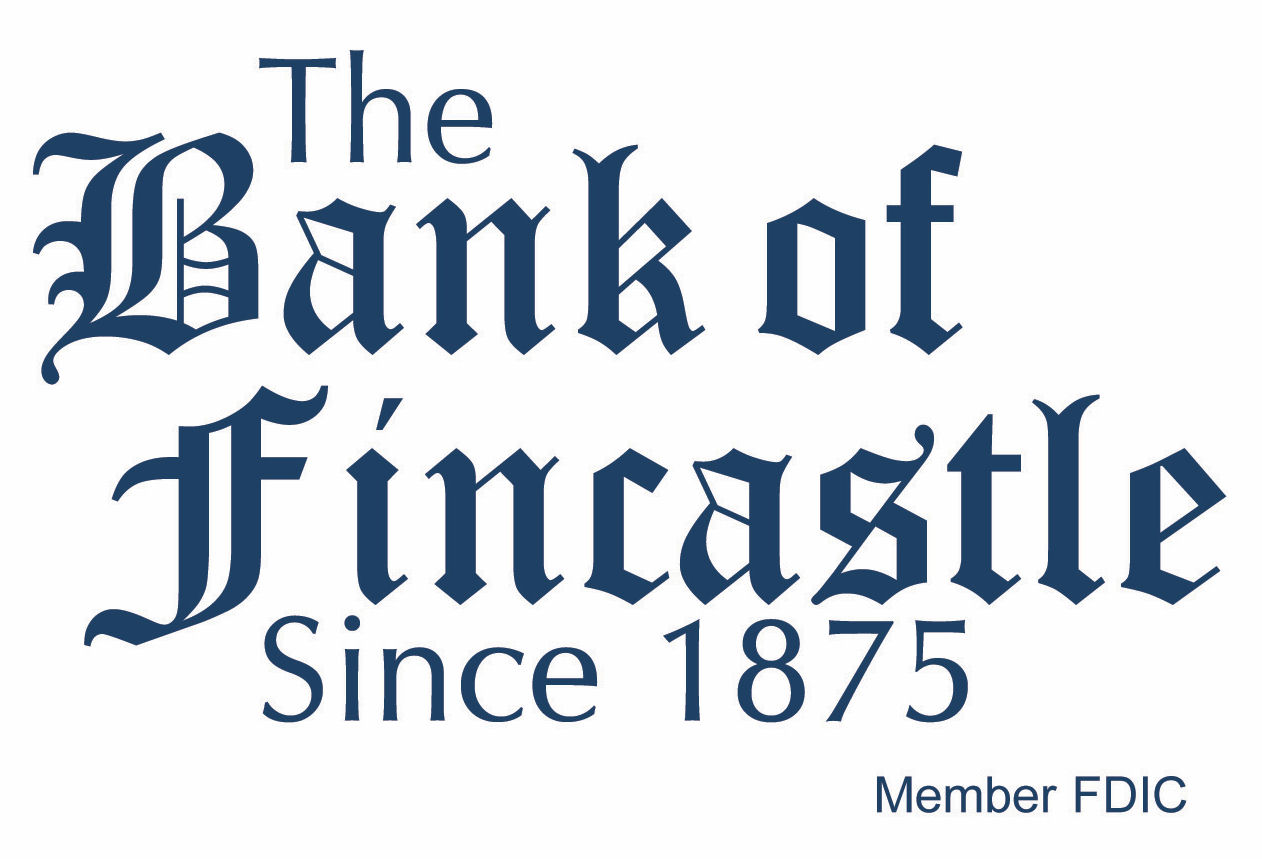 The
Bank of
Fincastle
Since 1875
Member FDIC